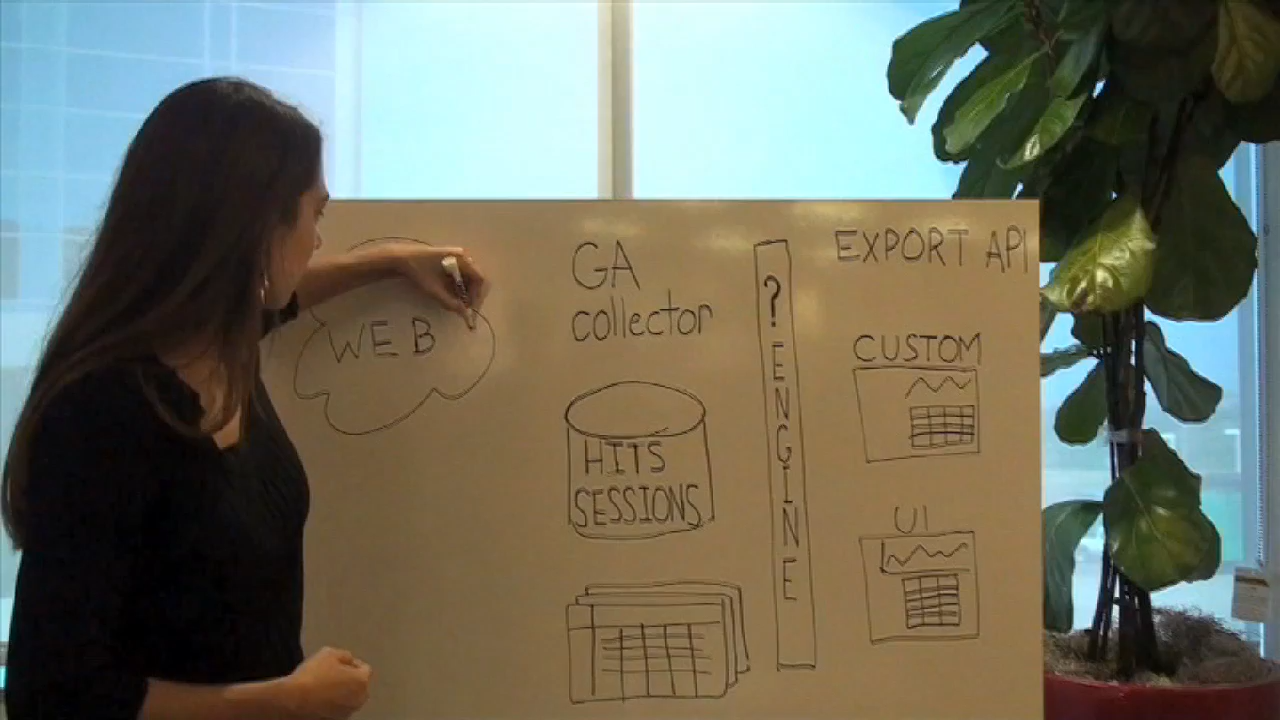 WEB
GA
collector
HITS
SESSIONS
? ENGINE
EXPORT API
CUSTOM
UI